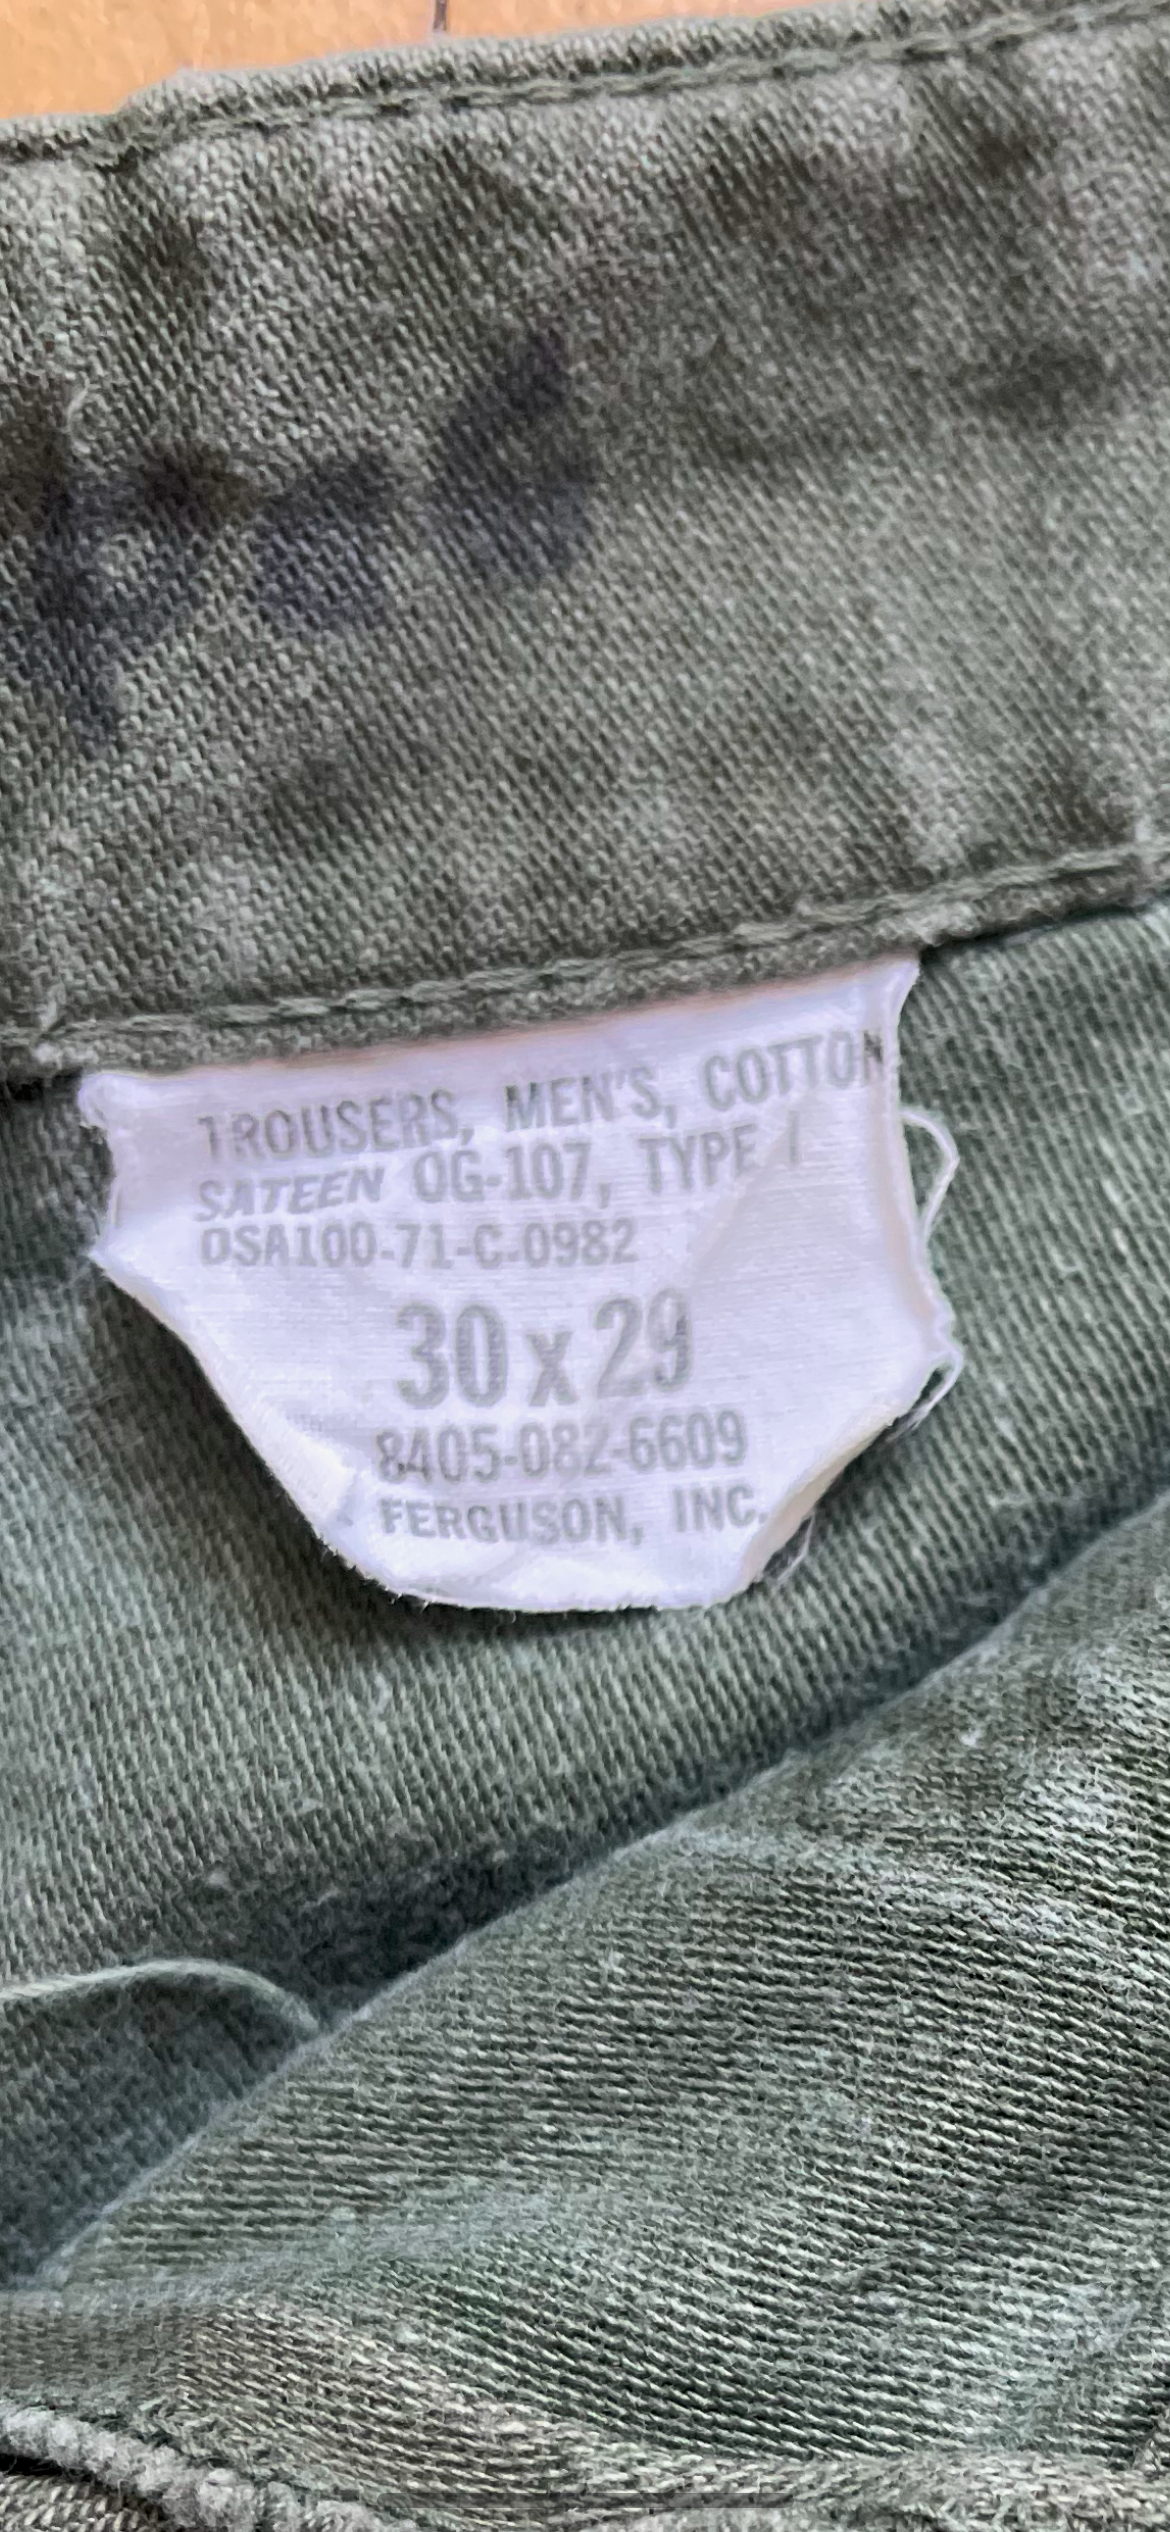 TROUSERS, MEN'S, COTTON
SATEEN OG-107, TYPE I
DSA100-71-C-0982
30 x 29
8405-082-6609
FERGUSON, INC.